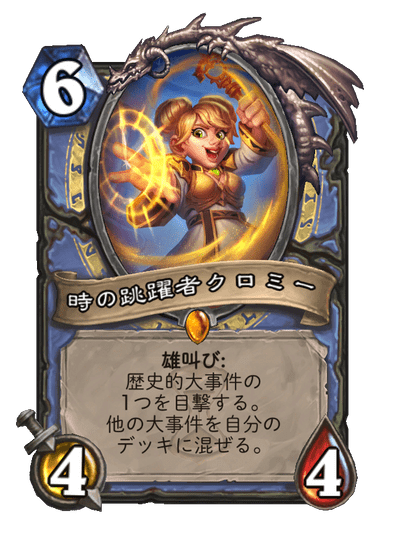 6
時の跳躍者クロミー
雄叫び:
歴史的大事件の
1つを目撃する。
他の大事件を自分の
デッキに混ぜる。
4
4